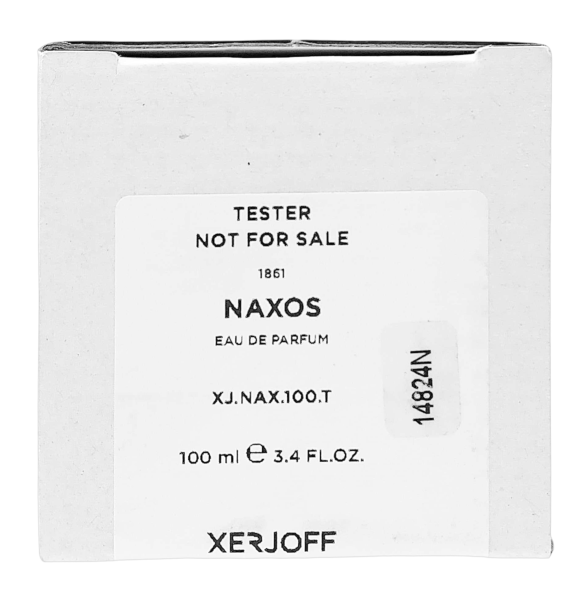 TESTER
NOT FOR SALE
1861
NAXOS
EAU DE PARFUM
XJ.NAX.100.T
14824N
100 ml ℮ 3.4 FL.OZ.
XERJOFF